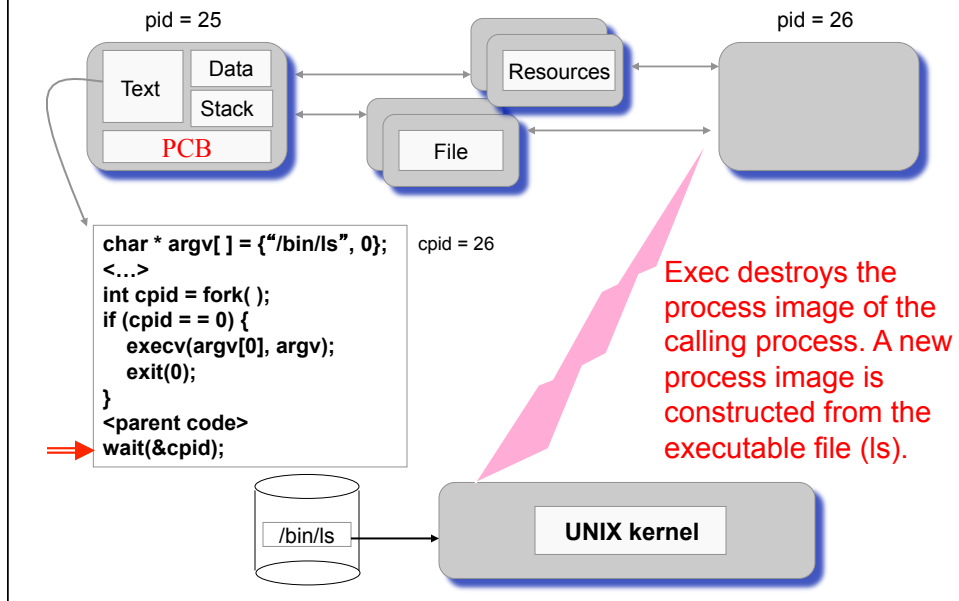 pid = 25
pid = 26
Text
Data
Stack
PCB
Resources
File
char * argv[ ] = {“/bin/ls”, 0};
<…>
int cpid = fork( );
if (cpid = = 0) {
execv(argv[0], argv);
exit(0);
}
<parent code>
wait(&cpid);
cpid = 26
Exec destroys the
process image of the
calling process. A new
process image is
constructed from the
executable file (ls).
/bin/ls
UNIX kernel